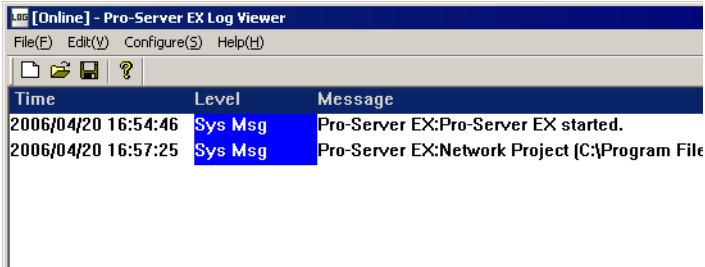 LOG [Online] - Pro-Server EX Log Viewer
File(F) Edit(V) Configure(S) Help(H)
Time Level Message
2006/04/20 16:54:46 Sys Msg Pro-Server EX:Pro-Server EX started.
2006/04/20 16:57:25 Sys Msg Pro-Server EX:Network Project (C:\Program File